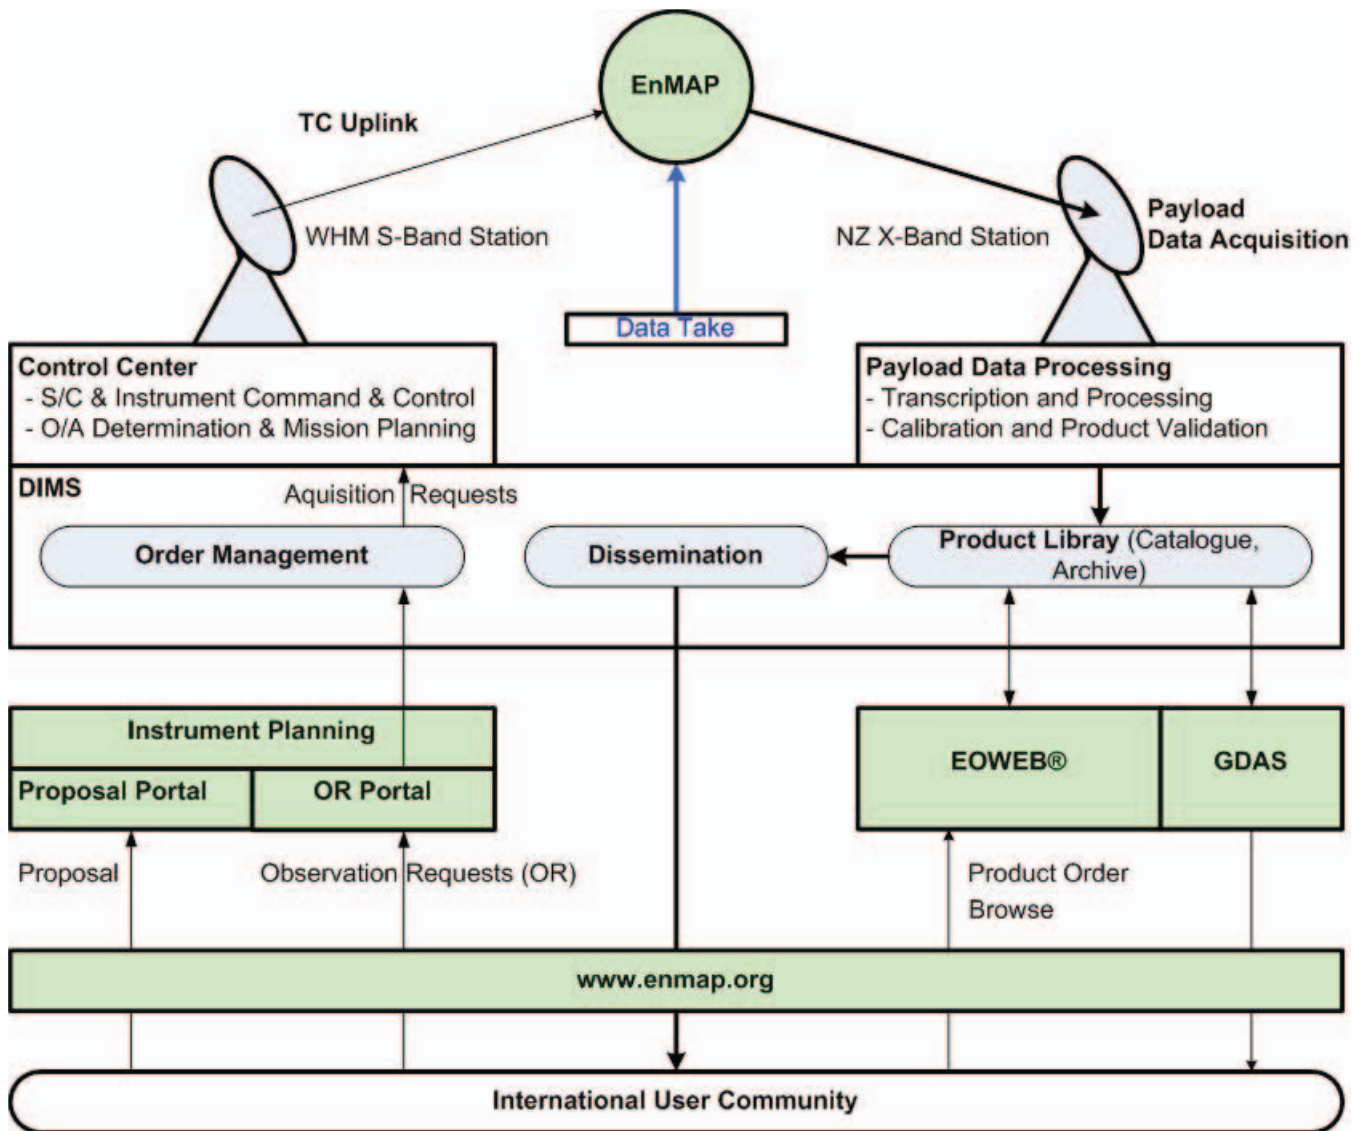 EnMAP
TC Uplink
WHM S-Band Station
NZ X-Band Station
Payload
Data Acquisition
Data Take
Control Center
- S/C & Instrument Command & Control
- O/A Determination & Mission Planning
Payload Data Processing
- Transcription and Processing
- Calibration and Product Validation
DIMS
Aquisition Requests
Order Management
Dissemination
Product Libray (Catalogue,
Archive)
Instrument Planning
Proposal Portal
OR Portal
EOWEB®
GDAS
Proposal
Observation Requests (OR)
Product Order
Browse
www.enmap.org
International User Community